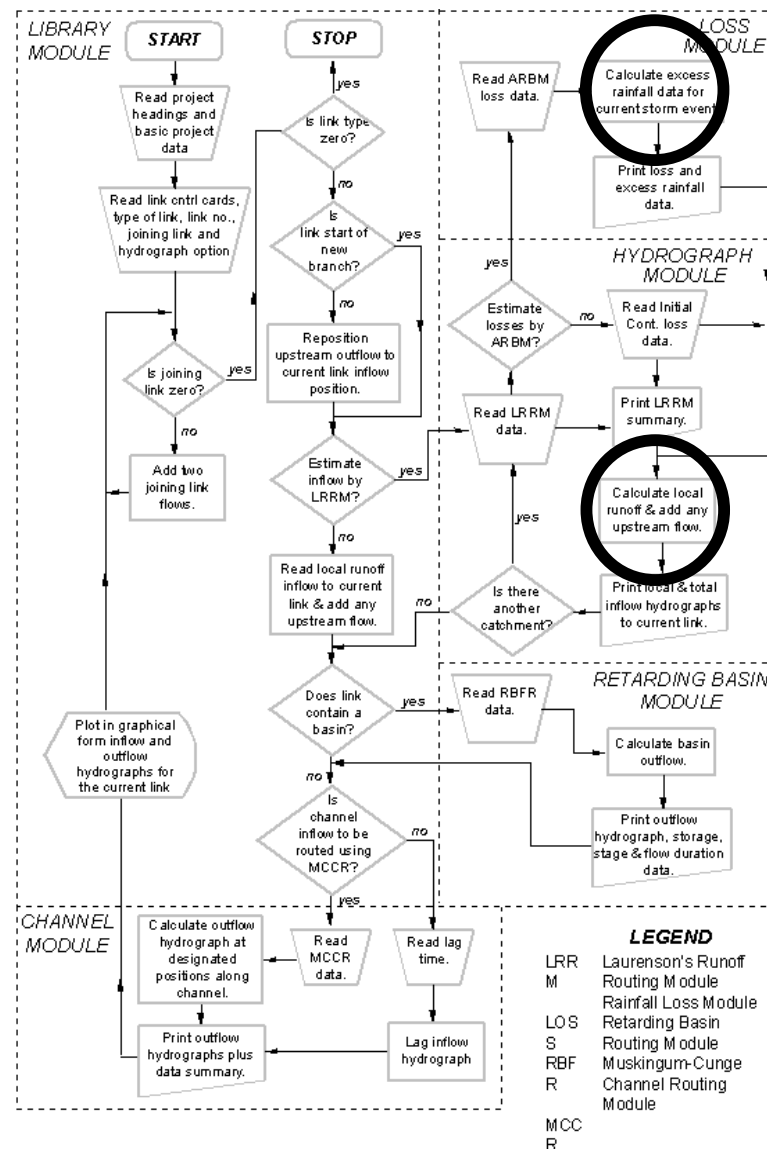 LIBRARY
MODULE
START
STOP
LOSS
MODULE
Read project
headings and
basic project
data
yes
Is link type
zero?
Read ARBM
loss data.
Calculate excess
rainfall data for
current storm event
no
Print loss and
excess rainfall
data.
Read link cntrl cards,
type of link, link no.,
joining link and
hydrograph option
Is
link start of
new
branch?
yes
yes
HYDROGRAPH
MODULE
no
Estimate
losses by
ARBM?
no
Read Initial
Cont. loss
data.
Is joining
link zero?
yes
Reposition
upstream outflow to
current link inflow
position.
Read LRRM
data.
Print LRRM
summary.
no
Add two
joining link
flows.
Estimate
inflow by
LRRM?
yes
yes
Calculate local
runoff & add any
upstream flow.
no
Read local runoff
inflow to current
link & add any
upstream flow.
no
Is there
another
catchment?
Print local & total
inflow hydrographs
to current link.
RETARDING BASIN
MODULE
Does link
contain a
basin?
yes
Read RBFR
data.
Plot in graphical
form inflow and
outflow
hydrographs for
the current link
Calculate basin
outflow.
no
Is
channel
inflow to be
routed using
MCCR?
no
Print outflow
hydrograph, storage,
stage & flow duration
data.
yes
CHANNEL
MODULE
Calculate outflow
hydrograph at
designated
positions along
channel.
Read
MCCR
data.
Read lag
time.
Print outflow
hydrographs plus
data summary.
Lag inflow
hydrograph
LEGEND
LRR Laurenson's Runoff
M Routing Module
Rainfall Loss Module
LOS Retarding Basin
S Routing Module
RBF Muskingum-Cunge
R Channel Routing
Module
MCC
R